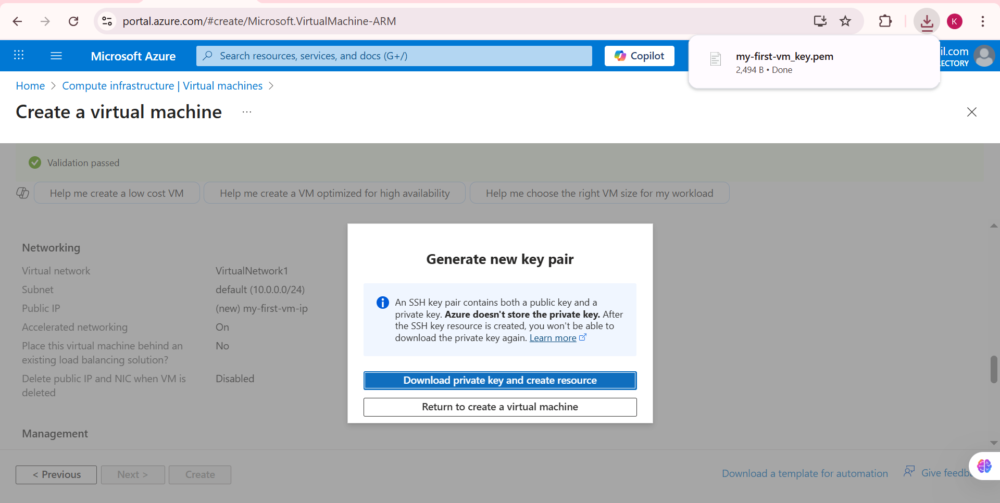 portal.azure.com/#create/Microsoft.VirtualMachine-ARM
K
Microsoft Azure
Search resources, services, and docs (G+/)
Copilot
my-first-vm_key.pem
2,494 B • Done
il.com
ECTORY
Home > Compute infrastructure | Virtual machines >
Create a virtual machine ...
Validation passed
Help me create a low cost VM
Help me create a VM optimized for high availability
Help me choose the right VM size for my workload
Networking
Virtual network VirtualNetwork1
Subnet default (10.0.0.0/24)
Public IP (new) my-first-vm-ip
Accelerated networking On
Place this virtual machine behind an No
existing load balancing solution?
Delete public IP and NIC when VM is Disabled
deleted
Management
Generate new key pair
An SSH key pair contains both a public key and a
private key. Azure doesn't store the private key. After
the SSH key resource is created, you won't be able to
download the private key again. Learn more
Download private key and create resource
Return to create a virtual machine
< Previous
Next >
Create
Download a template for automation
Give feedb